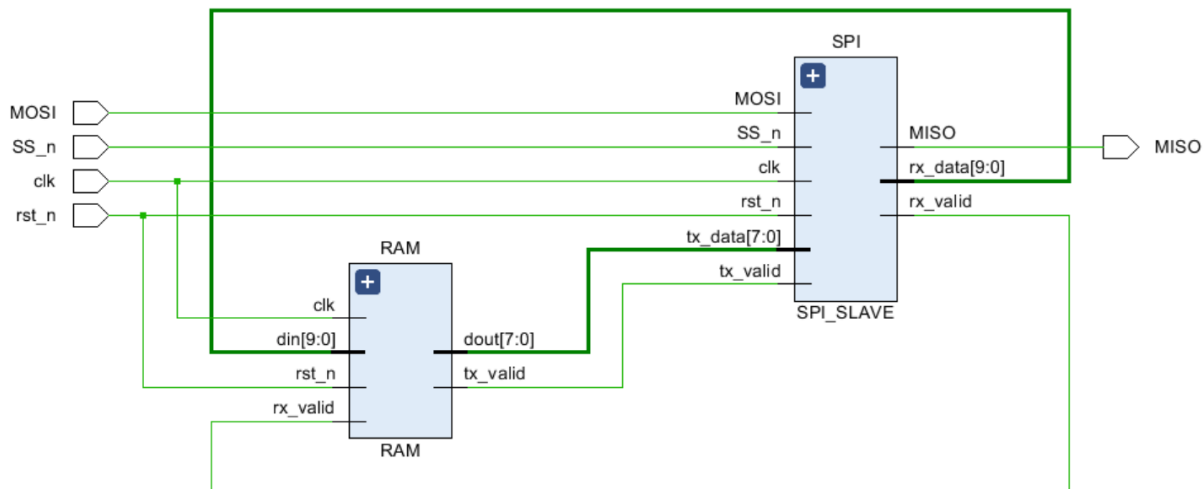 SPI
MOSI
SS_n
clk
rst_n
MOSI
SS_n
clk
rst_n
tx_data[7:0]
tx_valid
MISO
rx_data[9:0]
rx_valid
SPI_SLAVE
MISO
RAM
clk
din[9:0]
rst_n
rx_valid
dout[7:0]
tx_valid
RAM